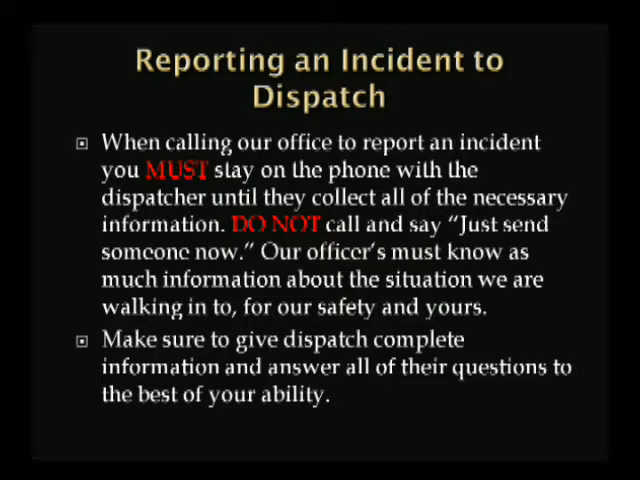 Reporting an Incident to
Dispatch
When calling our office to report an incident
you MUST stay on the phone with the
dispatcher until they collect all of the necessary
information. DO NOT call and say “Just send
someone now.” Our officer’s must know as
much information about the situation we are
walking in to, for our safety and yours.
Make sure to give dispatch complete
information and answer all of their questions to
the best of your ability.